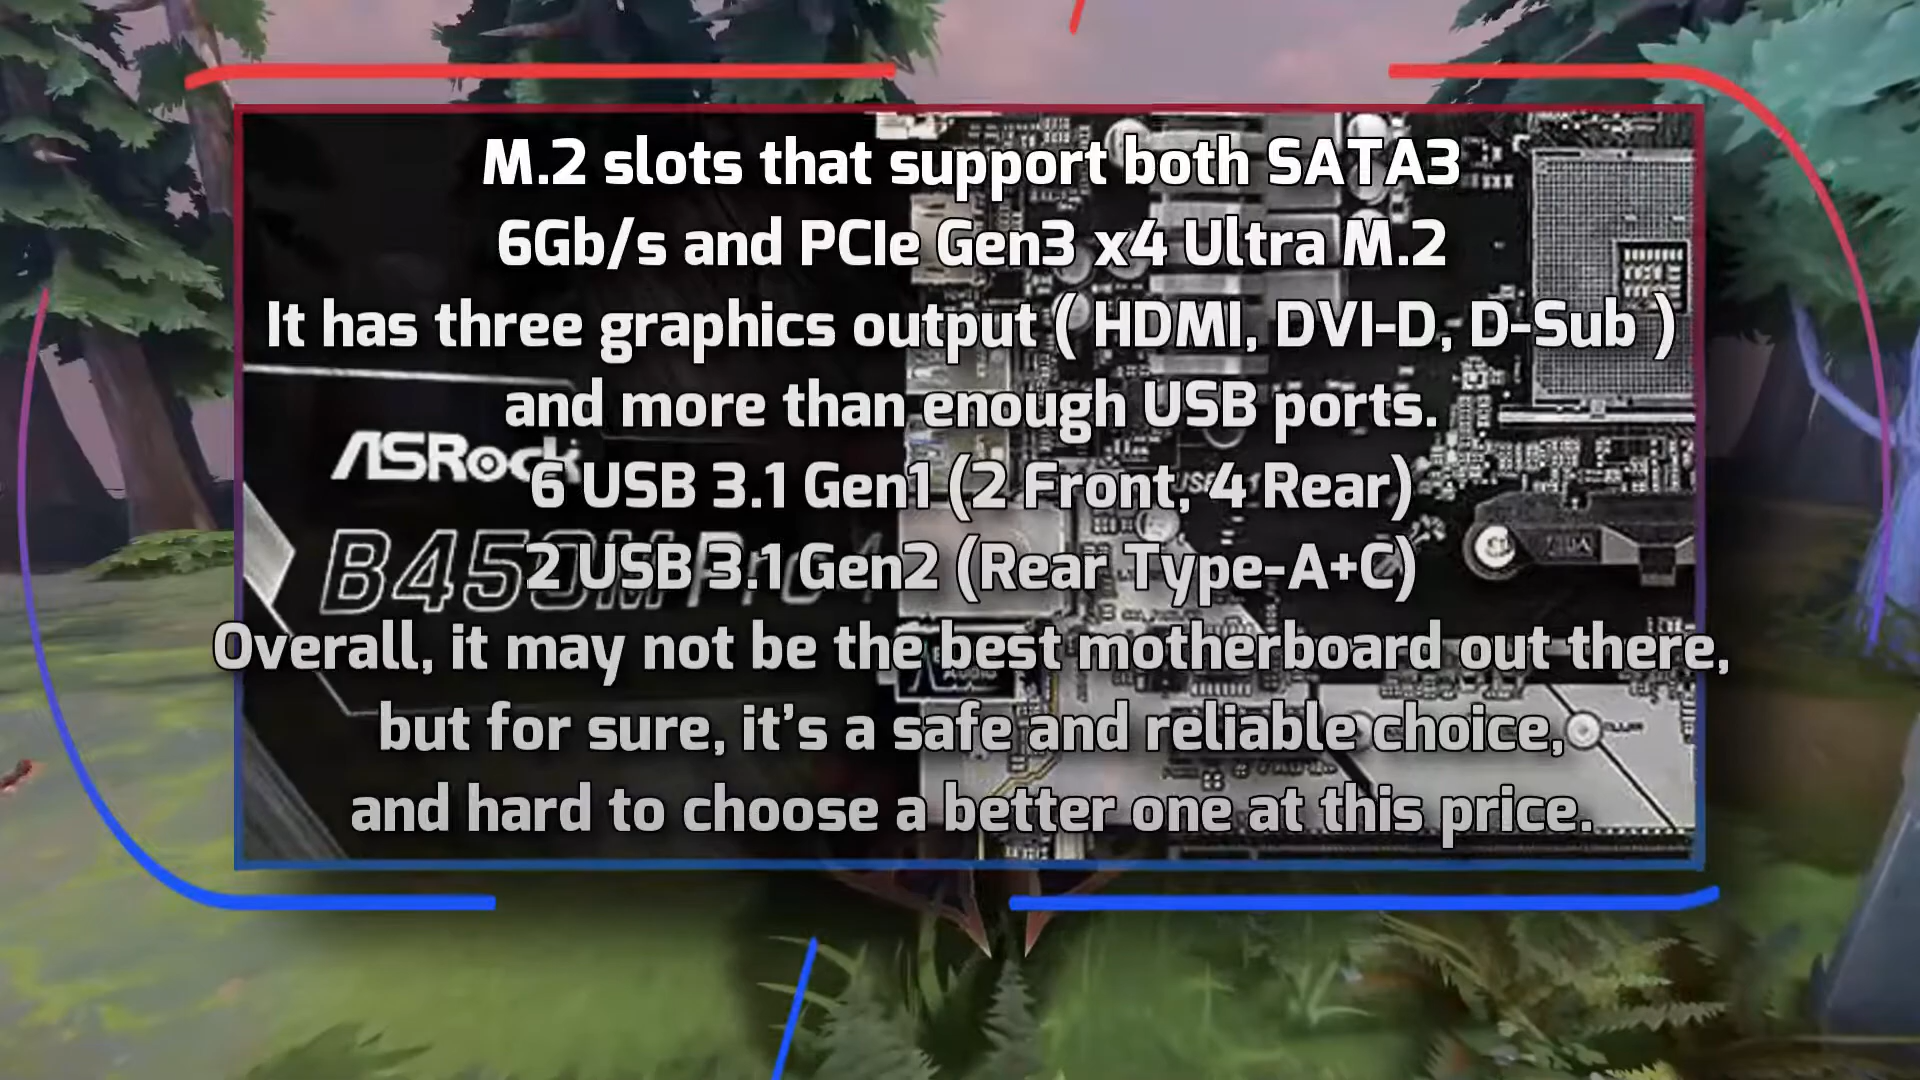 M.2 slots that support both SATA3
6Gb/s and PCIe Gen3 x4 Ultra M.2
It has three graphics output ( HDMI, DVI-D, D-Sub )
and more than enough USB ports.
ASRock
6 USB 3.1 Gen1 (2 Front, 4 Rear)
B450M Pro4
2 USB 3.1 Gen2 (Rear Type-A+C)
Overall, it may not be the best motherboard out there,
but for sure, it's a safe and reliable choice,
and hard to choose a better one at this price.